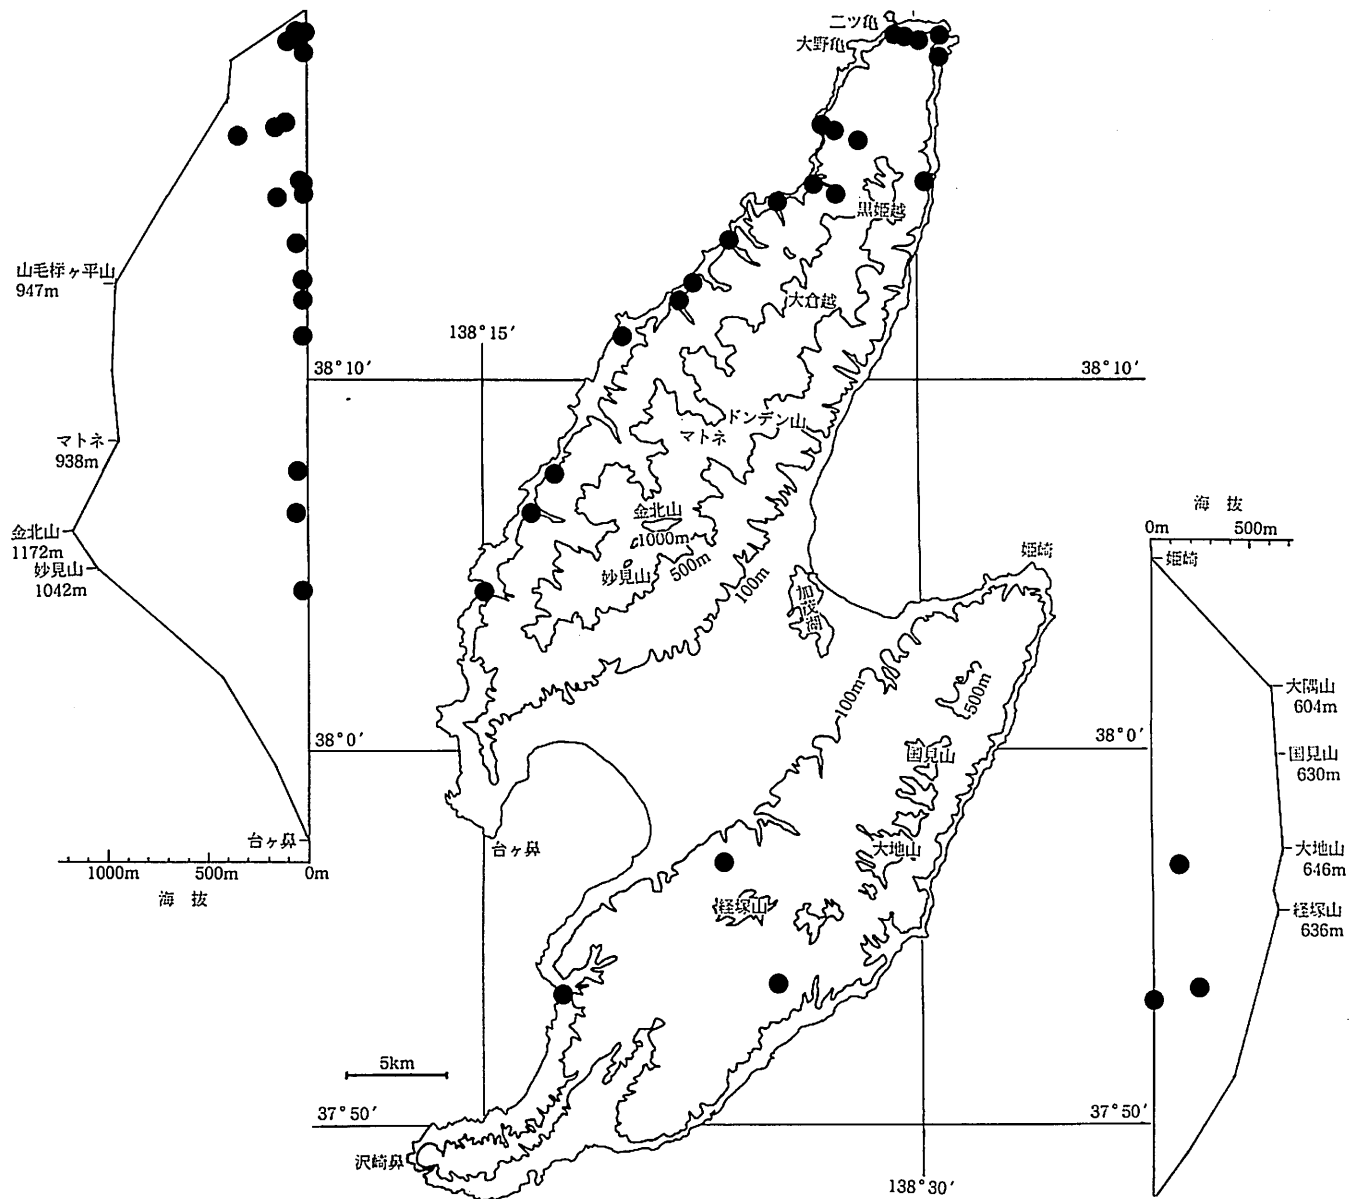 二ツ亀
大野亀
黒姫越
山毛欅ヶ平山
947m
大倉越
138°15′
38°10′
38°10′
ドンデン山
マトネ
マトネ
938m
海 抜
0m 500m
金北山
1172m
妙見山
1042m
金北山
1000m
妙見山
500m
100m
加茂湖
姫崎
姫崎
大隅山
604m
500m
100m
38°0′
38°0′
国見山
国見山
630m
台ヶ鼻
台ヶ鼻
大地山
大地山
646m
1000m 500m 0m
海 抜
経塚山
経塚山
636m
5km
37°50′
37°50′
沢崎鼻
138°30′